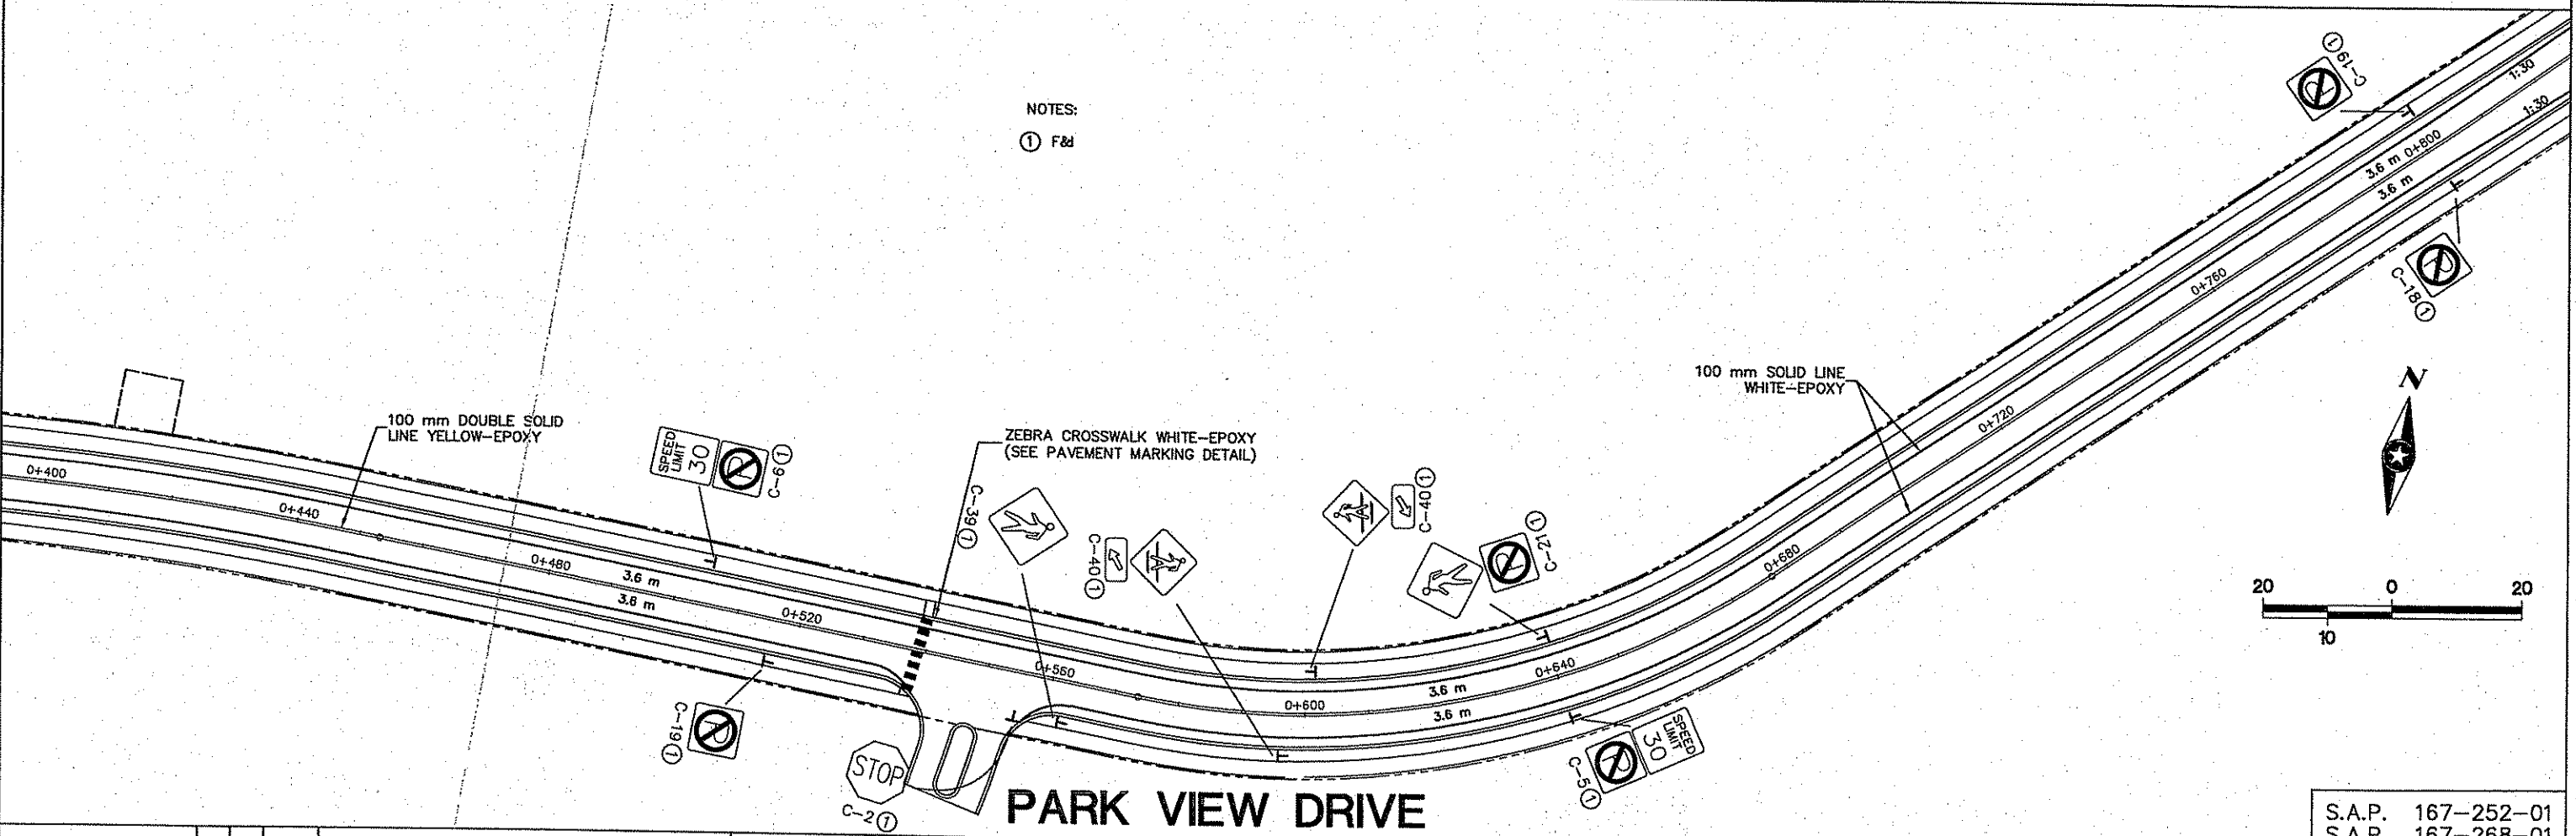 NOTES:
① F&I
100 mm DOUBLE SOLID
LINE YELLOW-EPOXY
SPEED
LIMIT
30
C-6①
ZEBRA CROSSWALK WHITE-EPOXY
(SEE PAVEMENT MARKING DETAIL)
C-39①
C-40①
C-40①
C-21①
100 mm SOLID LINE
WHITE-EPOXY
C-19①
C-18①
1:30
1:30
3.6 m
3.6 m
0+800
0+760
0+720
0+680
0+640
0+600
0+560
0+520
0+480
0+440
0+400
3.6 m
3.6 m
3.6 m
3.6 m
N
20 0 20
10
C-19①
STOP
C-2①
SPEED
LIMIT
30
C-5①
PARK VIEW DRIVE
S.A.P. 167-252-01
S.A.P. 167-268-01